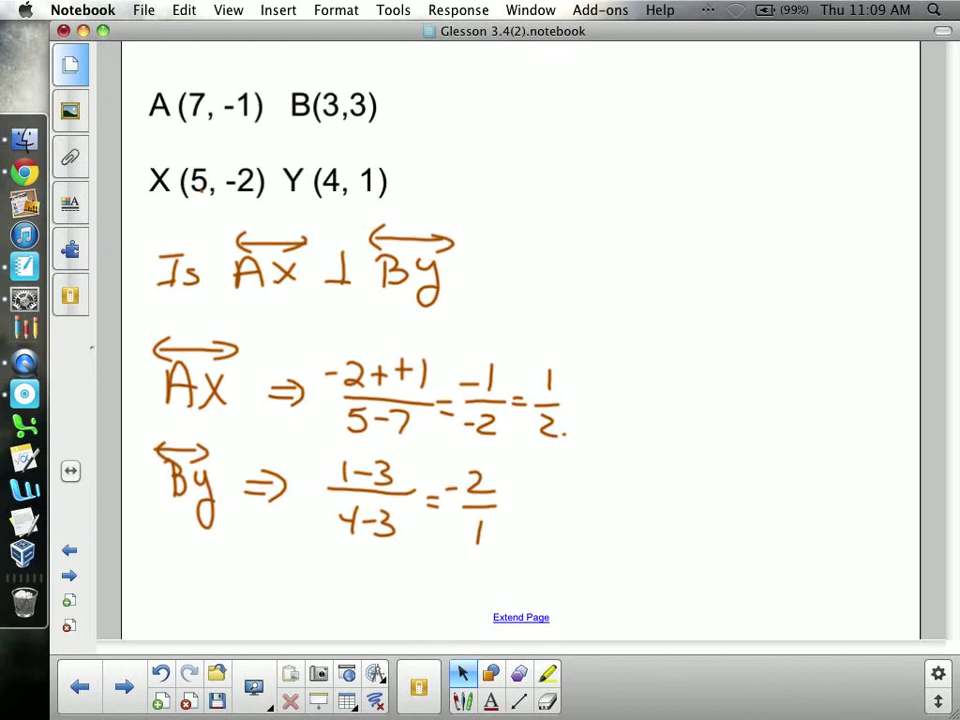 Notebook File Edit View Insert Format Tools Response Window Add-ons Help ... (99%) Thu 11:09 AM
Glesson 3.4(2).notebook
A (7, -1) B(3,3)
X (5, -2) Y (4, 1)
Is AX ⊥ By
AX ⇒ -2++1/5-7 = -1/-2 = 1/2.
By ⇒ 1-3/4-3 = -2/1
Extend Page